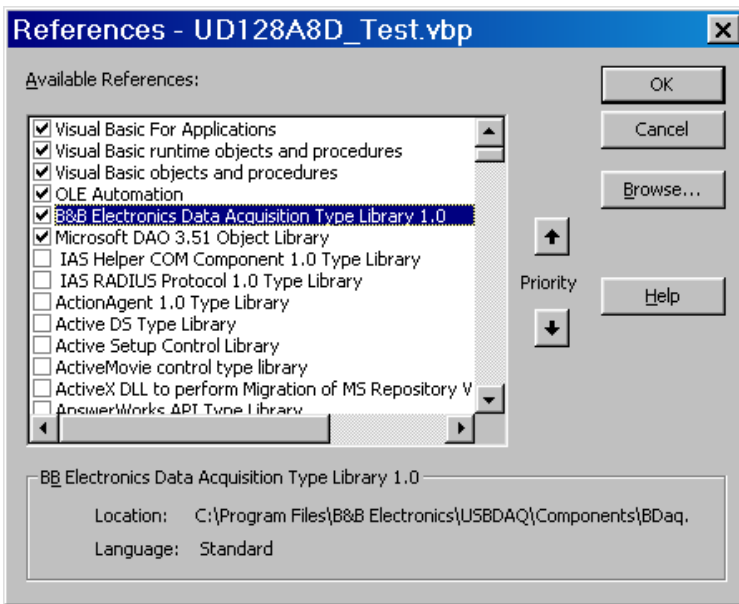 References - UD128A8D_Test.vbp
Available References:
OK
Cancel
Browse...
Priority
Help
Visual Basic For Applications
Visual Basic runtime objects and procedures
Visual Basic objects and procedures
OLE Automation
B&B Electronics Data Acquisition Type Library 1.0
Microsoft DAO 3.51 Object Library
IAS Helper COM Component 1.0 Type Library
IAS RADIUS Protocol 1.0 Type Library
ActionAgent 1.0 Type Library
Active DS Type Library
Active Setup Control Library
ActiveMovie control type library
ActiveX DLL to perform Migration of MS Repository V
AnswerWorks API Type Library
BB Electronics Data Acquisition Type Library 1.0
Location: C:\Program Files\B&B Electronics\USBDAQ\Components\BDaq.
Language: Standard